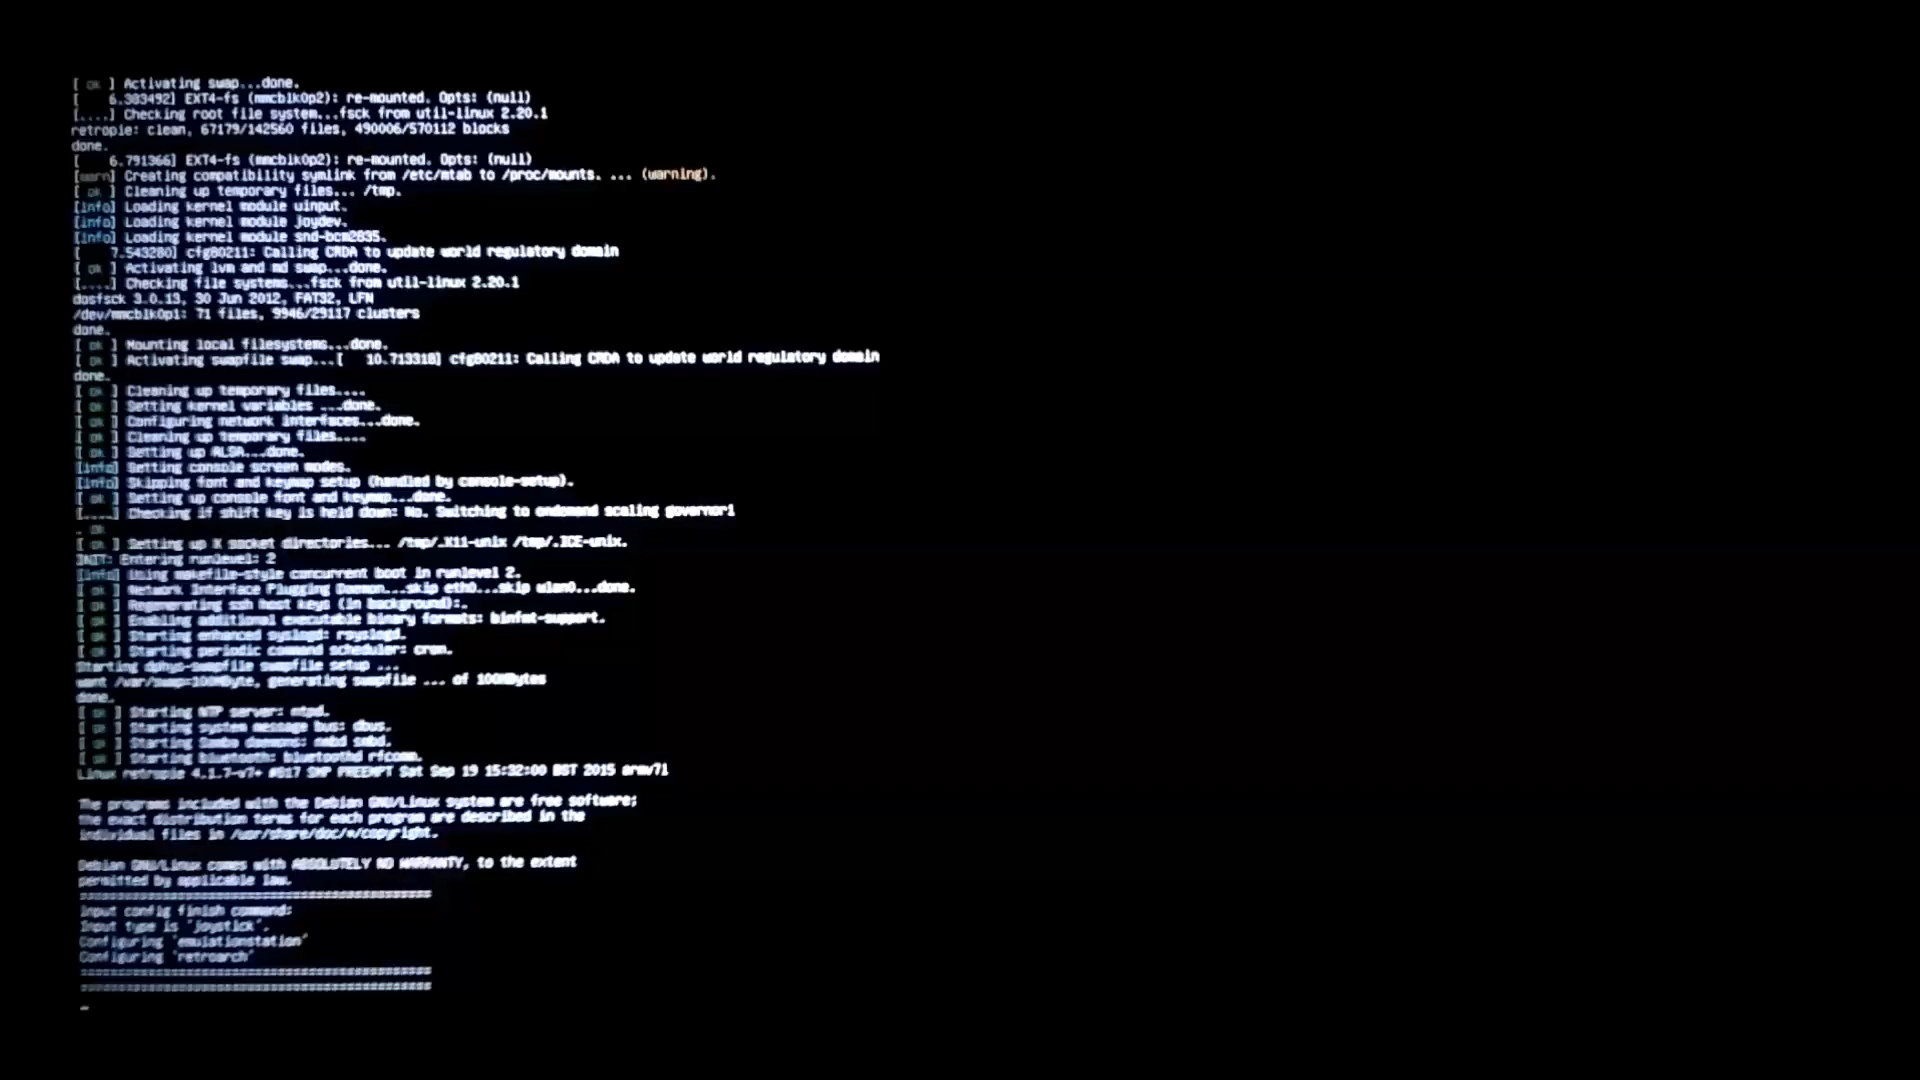 [ ok ] Activating swap...done.
[    6.383492] EXT4-fs (mmcblk0p2): re-mounted. Opts: (null)
[....] Checking root file system...fsck from util-linux 2.20.1
retropie: clean, 67179/142560 files, 490006/570112 blocks
done.
[    6.791366] EXT4-fs (mmcblk0p2): re-mounted. Opts: (null)
[warn] Creating compatibility symlink from /etc/mtab to /proc/mounts. ... (warning).
[ ok ] Cleaning up temporary files... /tmp.
[info] Loading kernel module uinput.
[info] Loading kernel module joydev.
[info] Loading kernel module snd-bcm2835.
[    7.543280] cfg80211: Calling CRDA to update world regulatory domain
[ ok ] Activating lvm and md swap...done.
[....] Checking file systems...fsck from util-linux 2.20.1
dosfsck 3.0.13, 30 Jun 2012, FAT32, LFN
/dev/mmcblk0p1: 71 files, 9946/29117 clusters
done.
[ ok ] Mounting local filesystems...done.
[ ok ] Activating swapfile swap...[   10.713318] cfg80211: Calling CRDA to update world regulatory domain
done.
[ ok ] Cleaning up temporary files....
[ ok ] Setting kernel variables ...done.
[ ok ] Configuring network interfaces...done.
[ ok ] Cleaning up temporary files....
[ ok ] Setting up ALSA...done.
[info] Setting console screen modes.
[info] Skipping font and keymap setup (handled by console-setup).
[ ok ] Setting up console font and keymap...done.
[....] Checking if shift key is held down: No. Switching to ondemand scaling governor1
. ok
[ ok ] Setting up X socket directories... /tmp/.X11-unix /tmp/.ICE-unix.
INIT: Entering runlevel: 2
[info] Using makefile-style concurrent boot in runlevel 2.
[ ok ] Network Interface Plugging Daemon...skip eth0...skip wlan0...done.
[ ok ] Regenerating ssh host keys (in background):.
[ ok ] Enabling additional executable binary formats: binfmt-support.
[ ok ] Starting enhanced syslogd: rsyslogd.
[ ok ] Starting periodic command scheduler: cron.
Starting dphys-swapfile swapfile setup ...
want /var/swap=100MByte, generating swapfile ... of 100MBytes
done.
[ ok ] Starting NTP server: ntpd.
[ ok ] Starting system message bus: dbus.
[ ok ] Starting Samba daemons: nmbd smbd.
[ ok ] Starting bluetooth: bluetoothd rfcomm.
Linux retropie 4.1.7-v7+ #817 SMP PREEMPT Sat Sep 19 15:32:00 BST 2015 armv7l

The programs included with the Debian GNU/Linux system are free software;
the exact distribution terms for each program are described in the
individual files in /usr/share/doc/*/copyright.

Debian GNU/Linux comes with ABSOLUTELY NO WARRANTY, to the extent
permitted by applicable law.
==============================================
Input config finish command:
Input type is 'joystick'.
Configuring 'emulationstation'
Configuring 'retroarch'
==============================================
==============================================
_